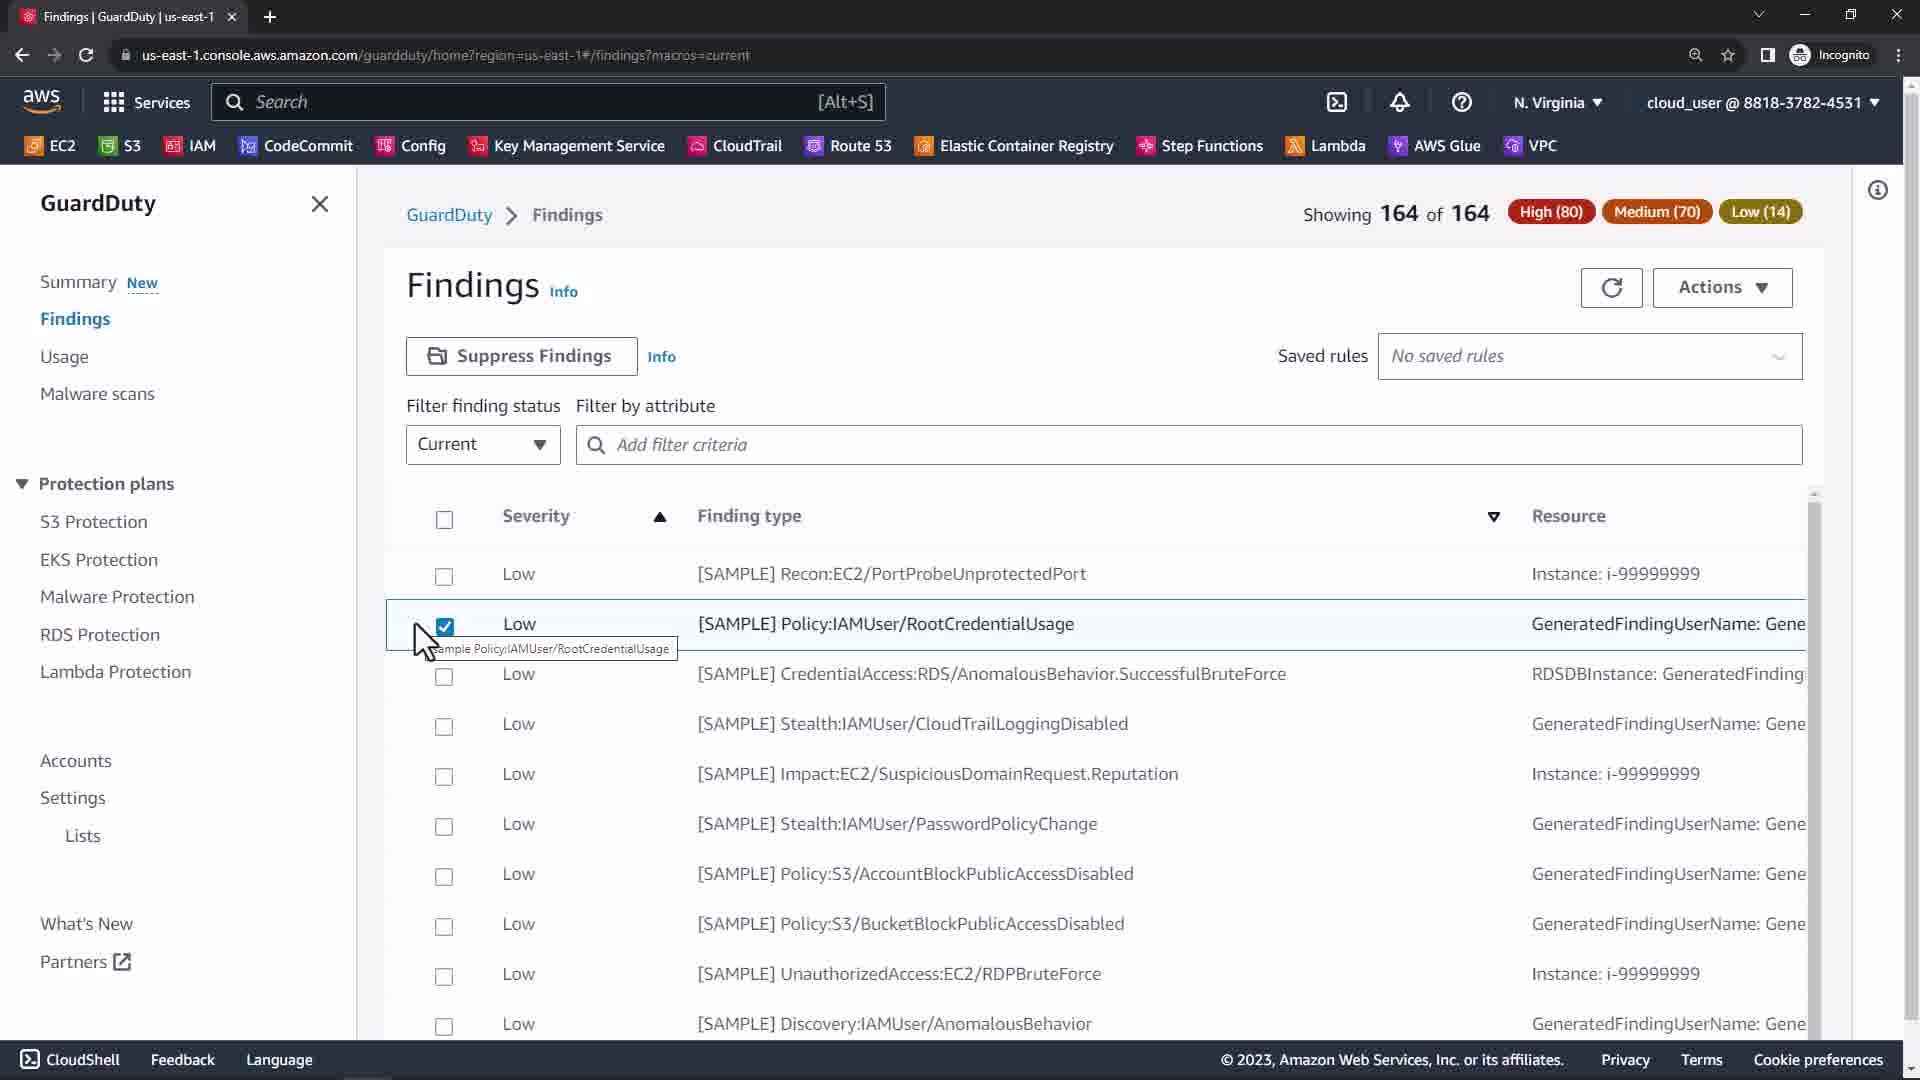 Findings | GuardDuty | us-east-1
us-east-1.console.aws.amazon.com/guardduty/home?region=us-east-1#/findings?macros=current
Incognito
aws
Services
Search
[Alt+S]
N. Virginia
cloud_user @ 8818-3782-4531
EC2
S3
IAM
CodeCommit
Config
Key Management Service
CloudTrail
Route 53
Elastic Container Registry
Step Functions
Lambda
AWS Glue
VPC
GuardDuty
Summary New
Findings
Usage
Malware scans
Protection plans
S3 Protection
EKS Protection
Malware Protection
RDS Protection
Lambda Protection
Accounts
Settings
Lists
What's New
Partners
GuardDuty
Findings
Showing 164 of 164
High (80)
Medium (70)
Low (14)
Findings Info
Actions
Suppress Findings
Info
Saved rules
No saved rules
Filter finding status
Filter by attribute
Current
Add filter criteria
Severity
Finding type
Resource
Low
[SAMPLE] Recon:EC2/PortProbeUnprotectedPort
Instance: i-99999999
Low
[SAMPLE] Policy:IAMUser/RootCredentialUsage
GeneratedFindingUserName: Gene
sample Policy:IAMUser/RootCredentialUsage
Low
[SAMPLE] CredentialAccess:RDS/AnomalousBehavior.SuccessfulBruteForce
RDSDBInstance: GeneratedFinding
Low
[SAMPLE] Stealth:IAMUser/CloudTrailLoggingDisabled
GeneratedFindingUserName: Gene
Low
[SAMPLE] Impact:EC2/SuspiciousDomainRequest.Reputation
Instance: i-99999999
Low
[SAMPLE] Stealth:IAMUser/PasswordPolicyChange
GeneratedFindingUserName: Gene
Low
[SAMPLE] Policy:S3/AccountBlockPublicAccessDisabled
GeneratedFindingUserName: Gene
Low
[SAMPLE] Policy:S3/BucketBlockPublicAccessDisabled
GeneratedFindingUserName: Gene
Low
[SAMPLE] UnauthorizedAccess:EC2/RDPBruteForce
Instance: i-99999999
Low
[SAMPLE] Discovery:IAMUser/AnomalousBehavior
GeneratedFindingUserName: Gene
CloudShell
Feedback
Language
© 2023, Amazon Web Services, Inc. or its affiliates.
Privacy
Terms
Cookie preferences